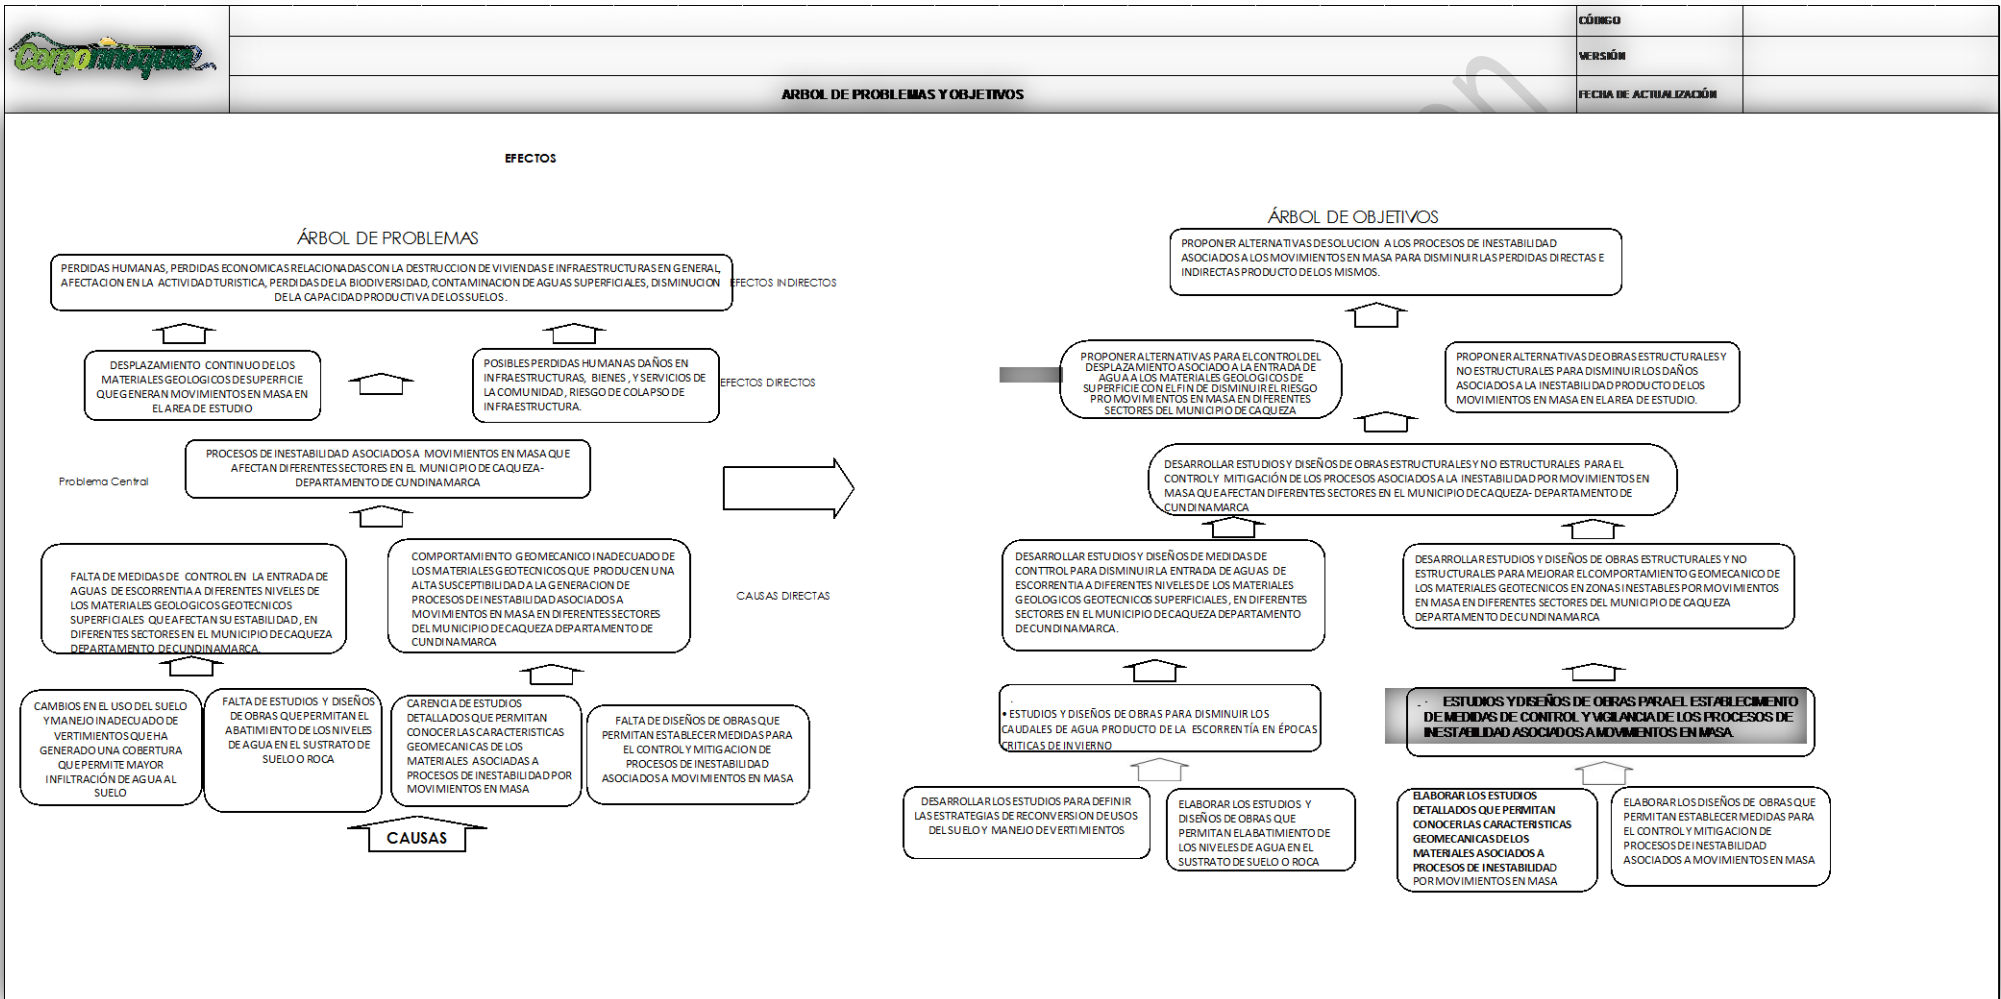 Corporinoquia
CÓDIGO
VERSIÓN
ARBOL DE PROBLEMAS Y OBJETIVOS
FECHA DE ACTUALIZACIÓN
EFECTOS
ÁRBOL DE PROBLEMAS
PERDIDAS HUMANAS, PERDIDAS ECONOMICAS RELACIONADAS CON LA DESTRUCCION DE VIVIENDAS E INFRAESTRUCTURAS EN GENERAL,
AFECTACION EN LA ACTIVIDAD TURISTICA, PERDIDAS DE LA BIODIVERSIDAD, CONTAMINACION DE AGUAS SUPERFICIALES, DISMINUCION
DE LA CAPACIDAD PRODUCTIVA DE LOS SUELOS.
EFECTOS INDIRECTOS
DESPLAZAMIENTO CONTINUO DE LOS
MATERIALES GEOLOGICOS DE SUPERFICIE
QUE GENERAN MOVIMIENTOS EN MASA EN
EL AREA DE ESTUDIO
POSIBLES PERDIDAS HUMANAS DAÑOS EN
INFRAESTRUCTURAS, BIENES, Y SERVICIOS DE
LA COMUNIDAD, RIESGO DE COLAPSO DE
INFRAESTRUCTURA.
EFECTOS DIRECTOS
Problema Central
PROCESOS DE INESTABILIDAD ASOCIADOS A MOVIMIENTOS EN MASA QUE
AFECTAN DIFERENTES SECTORES EN EL MUNICIPIO DE CAQUEZA-
DEPARTAMENTO DE CUNDINAMARCA
FALTA DE MEDIDAS DE CONTROL EN LA ENTRADA DE
AGUAS DE ESCORRENTIA A DIFERENTES NIVELES DE
LOS MATERIALES GEOLOGICOS GEOTECNICOS
SUPERFICIALES QUE AFECTAN SU ESTABILIDAD, EN
DIFERENTES SECTORES EN EL MUNICIPIO DE CAQUEZA
DEPARTAMENTO DE CUNDINAMARCA.
COMPORTAMIENTO GEOMECANICO INADECUADO DE
LOS MATERIALES GEOTECNICOS QUE PRODUCEN UNA
ALTA SUSCEPTIBILIDAD A LA GENERACION DE
PROCESOS DE INESTABILIDAD ASOCIADOS A
MOVIMIENTOS EN MASA EN DIFERENTES SECTORES
DEL MUNICIPIO DE CAQUEZA DEPARTAMENTO DE
CUNDINAMARCA
CAUSAS DIRECTAS
CAMBIOS EN EL USO DEL SUELO
Y MANEJO INADECUADO DE
VERTIMIENTOS QUE HA
GENERADO UNA COBERTURA
QUE PERMITE MAYOR
INFILTRACIÓN DE AGUA AL
SUELO
FALTA DE ESTUDIOS Y DISEÑOS
DE OBRAS QUE PERMITAN EL
ABATIMIENTO DE LOS NIVELES
DE AGUA EN EL SUSTRATO DE
SUELO O ROCA
CARENCIA DE ESTUDIOS
DETALLADOS QUE PERMITAN
CONOCER LAS CARACTERISTICAS
GEOMECANICAS DE LOS
MATERIALES ASOCIADAS A
PROCESOS DE INESTABILIDAD POR
MOVIMIENTOS EN MASA
FALTA DE DISEÑOS DE OBRAS QUE
PERMITAN ESTABLECER MEDIDAS PARA
EL CONTROL Y MITIGACION DE
PROCESOS DE INESTABILIDAD
ASOCIADOS A MOVIMIENTOS EN MASA
CAUSAS
ÁRBOL DE OBJETIVOS
PROPONER ALTERNATIVAS DE SOLUCION A LOS PROCESOS DE INESTABILIDAD
ASOCIADOS A LOS MOVIMIENTOS EN MASA PARA DISMINUIR LAS PERDIDAS DIRECTAS E
INDIRECTAS PRODUCTO DE LOS MISMOS.
PROPONER ALTERNATIVAS PARA EL CONTROL DEL
DESPLAZAMIENTO ASOCIADO A LA ENTRADA DE
AGUA A LOS MATERIALES GEOLOGICOS DE
SUPERFICIE CON EL FIN DE DISMINUIR EL RIESGO
PRO MOVIMIENTOS EN MASA EN DIFERENTES
SECTORES DEL MUNICIPIO DE CAQUEZA
PROPONER ALTERNATIVAS DE OBRAS ESTRUCTURALES Y
NO ESTRUCTURALES PARA DISMINUIR LOS DAÑOS
ASOCIADOS A LA INESTABILIDAD PRODUCTO DE LOS
MOVIMIENTOS EN MASA EN EL AREA DE ESTUDIO.
DESARROLLAR ESTUDIOS Y DISEÑOS DE OBRAS ESTRUCTURALES Y NO ESTRUCTURALES PARA EL
CONTROL Y MITIGACIÓN DE LOS PROCESOS ASOCIADOS A LA INESTABILIDAD POR MOVIMIENTOS EN
MASA QUE AFECTAN DIFERENTES SECTORES EN EL MUNICIPIO DE CAQUEZA- DEPARTAMENTO DE
CUNDINAMARCA
DESARROLLAR ESTUDIOS Y DISEÑOS DE MEDIDAS DE
CONTTROL PARA DISMINUIR LA ENTRADA DE AGUAS DE
ESCORRENTIA A DIFERENTES NIVELES DE LOS MATERIALES
GEOLOGICOS GEOTECNICOS SUPERFICIALES, EN DIFERENTES
SECTORES EN EL MUNICIPIO DE CAQUEZA DEPARTAMENTO
DE CUNDINAMARCA.
DESARROLLAR ESTUDIOS Y DISEÑOS DE OBRAS ESTRUCTURALES Y NO
ESTRUCTURALES PARA MEJORAR EL COMPORTAMIENTO GEOMECANICO DE
LOS MATERIALES GEOTECNICOS EN ZONAS INESTABLES POR MOVIMIENTOS
EN MASA EN DIFERENTES SECTORES DEL MUNICIPIO DE CAQUEZA
DEPARTAMENTO DE CUNDINAMARCA
.
• ESTUDIOS Y DISEÑOS DE OBRAS PARA DISMINUIR LOS
CAUDALES DE AGUA PRODUCTO DE LA ESCORRENTÍA EN ÉPOCAS
CRITICAS DE INVIERNO
ESTUDIOS Y DISEÑOS DE OBRAS PARA EL ESTABLECIMIENTO
DE MEDIDAS DE CONTROL Y VIGILANCIA DE LOS PROCESOS DE
INESTABILIDAD ASOCIADOS A MOVIMIENTOS EN MASA.
DESARROLLAR LOS ESTUDIOS PARA DEFINIR
LAS ESTRATEGIAS DE RECONVERSION DE USOS
DEL SUELO Y MANEJO DE VERTIMIENTOS
ELABORAR LOS ESTUDIOS Y
DISEÑOS DE OBRAS QUE
PERMITAN EL ABATIMIENTO DE
LOS NIVELES DE AGUA EN EL
SUSTRATO DE SUELO O ROCA
ELABORAR LOS ESTUDIOS
DETALLADOS QUE PERMITAN
CONOCER LAS CARACTERISTICAS
GEOMECANICAS DE LOS
MATERIALES ASOCIADOS A
PROCESOS DE INESTABILIDAD
POR MOVIMIENTOS EN MASA
ELABORAR LOS DISEÑOS DE OBRAS QUE
PERMITAN ESTABLECER MEDIDAS PARA
EL CONTROL Y MITIGACION DE
PROCESOS DE INESTABILIDAD
ASOCIADOS A MOVIMIENTOS EN MASA